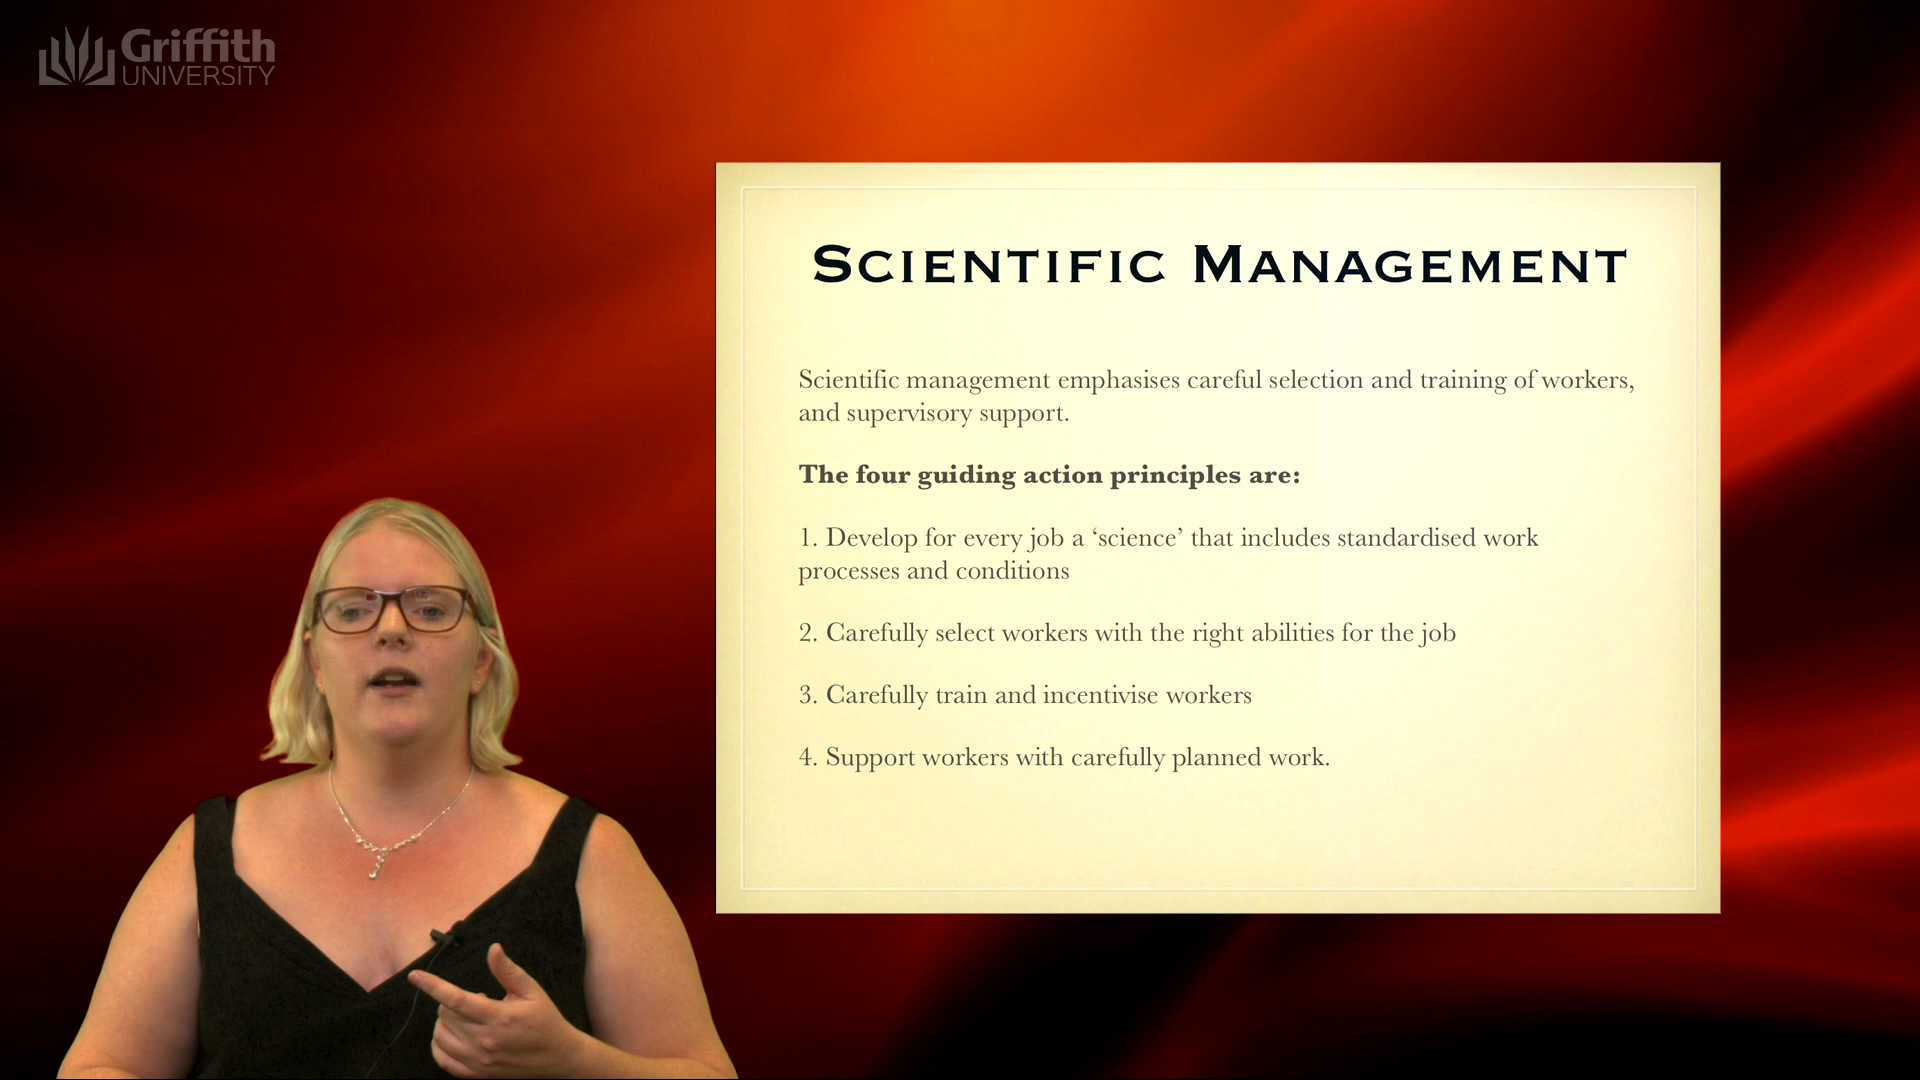 Griffith
UNIVERSITY
SCIENTIFIC MANAGEMENT
Scientific management emphasises careful selection and training of workers,
and supervisory support.
The four guiding action principles are:
1. Develop for every job a ‘science’ that includes standardised work
processes and conditions
2. Carefully select workers with the right abilities for the job
3. Carefully train and incentivise workers
4. Support workers with carefully planned work.